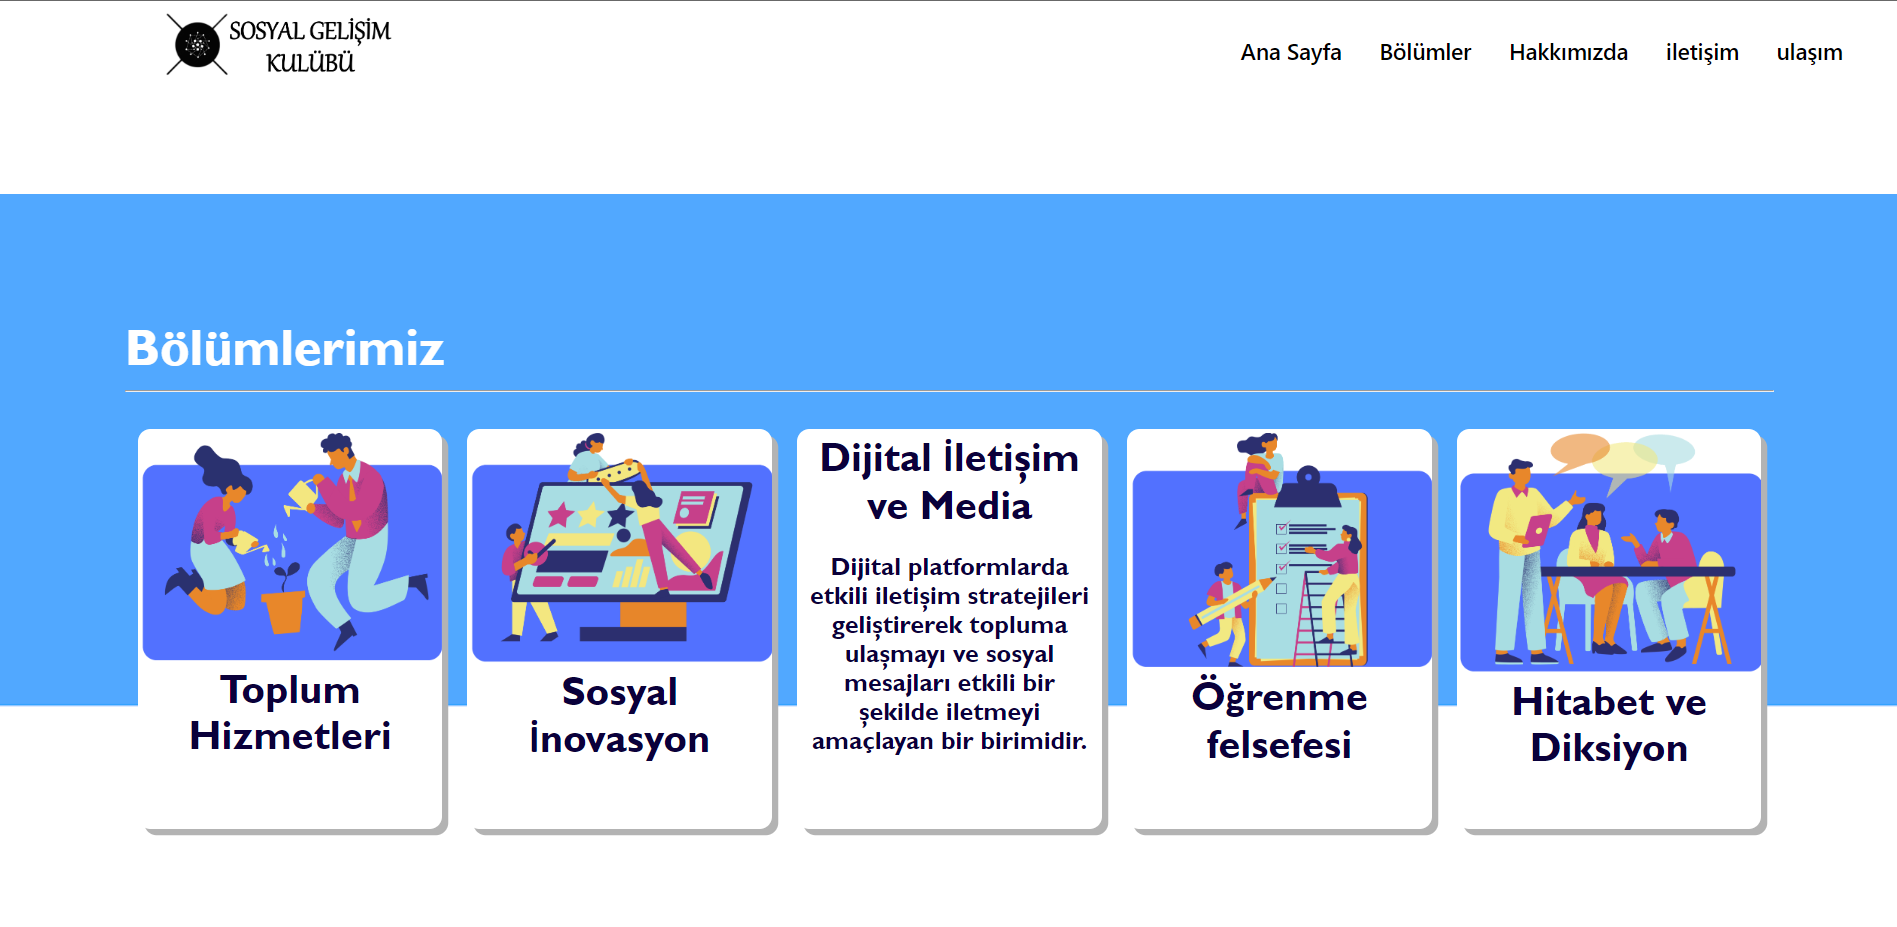 SOSYAL GELİŞİM
KULÜBÜ
Ana Sayfa Bölümler Hakkımızda iletişim ulaşım
Bölümlerimiz
Toplum
Hizmetleri
Sosyal
İnovasyon
Dijital İletişim
ve Media
Dijital platformlarda
etkili iletişim stratejileri
geliştirerek topluma
ulaşmayı ve sosyal
mesajları etkili bir
şekilde iletmeyi
amaçlayan bir birimidir.
Öğrenme
felsefesi
Hitabet ve
Diksiyon